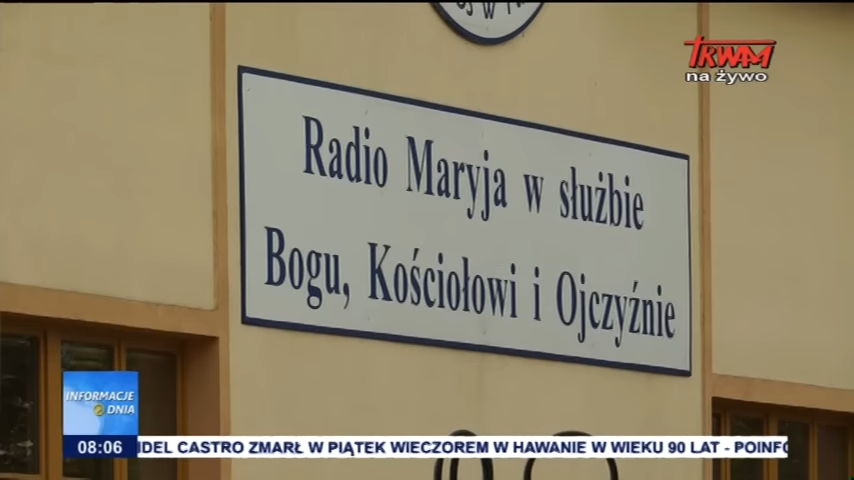 TRWAM
na żywo
Radio Maryja w służbie
Bogu, Kościołowi i Ojczyźnie
INFORMACJE
DNIA
08:06
IDEL CASTRO ZMARŁ W PIĄTEK WIECZOREM W HAWANIE W WIEKU 90 LAT - POINFO